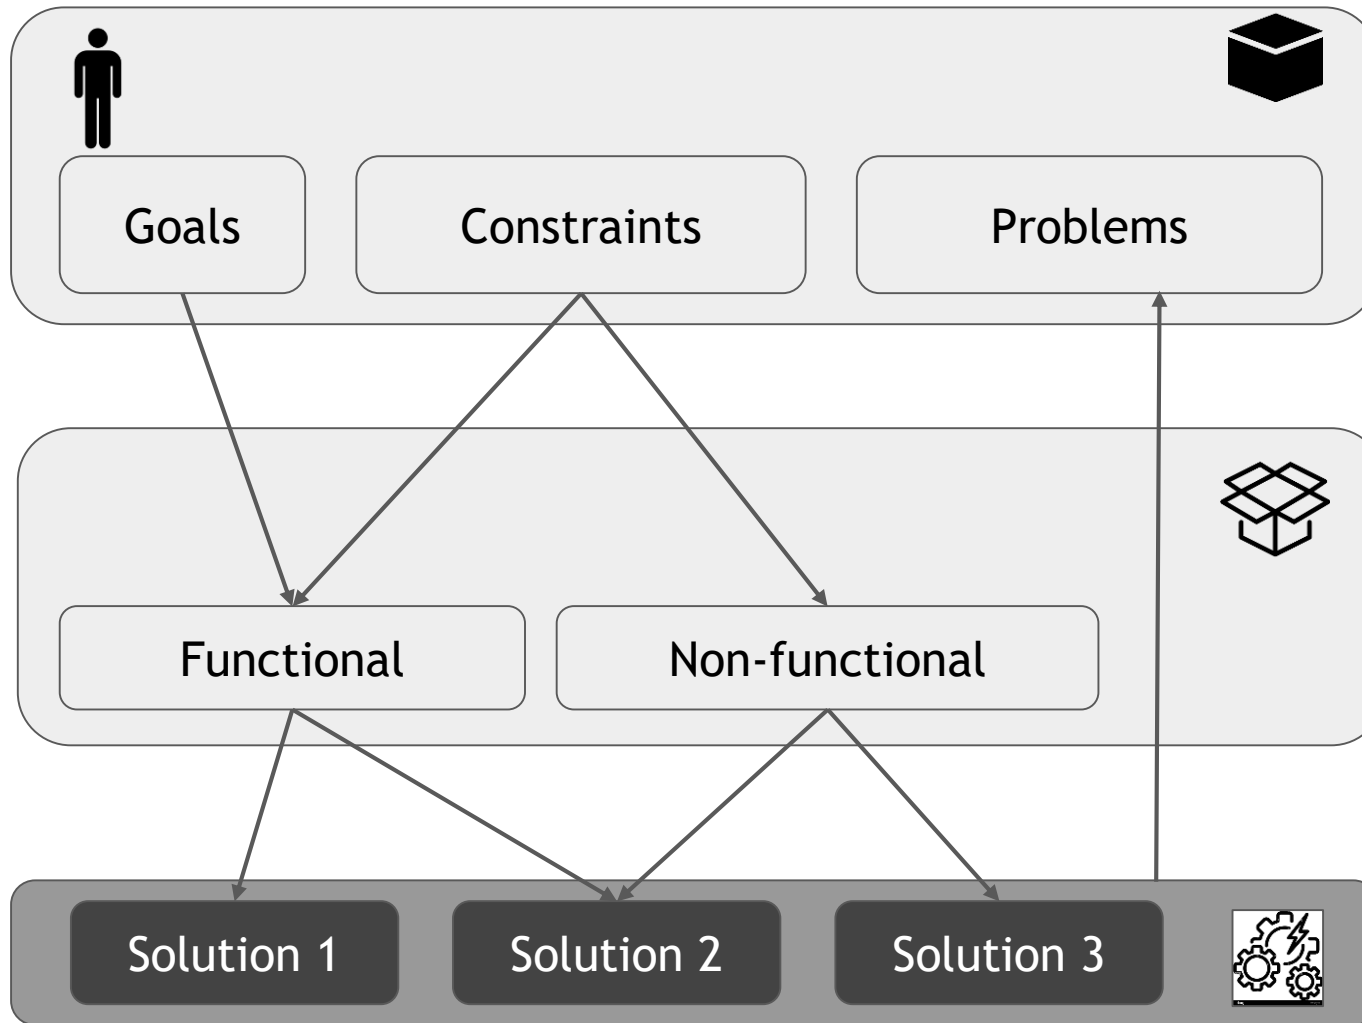 Goals
Constraints
Problems
Functional
Non-functional
Solution 1
Solution 2
Solution 3